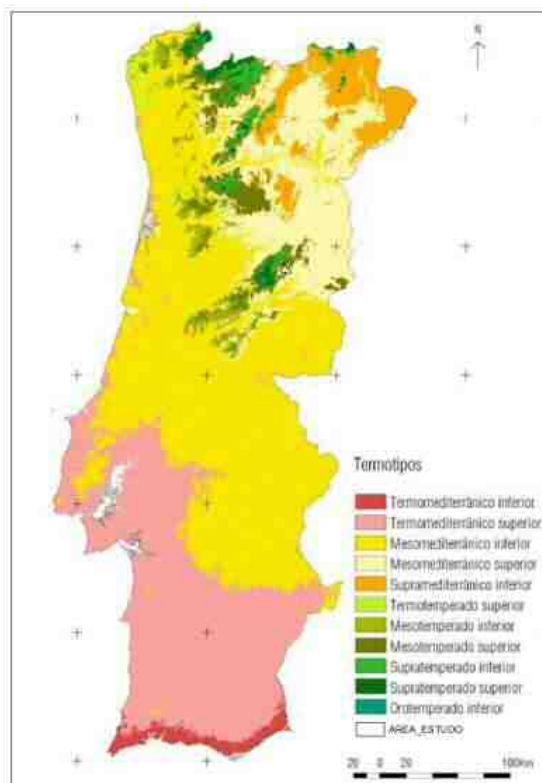 N
Termotipos
Termomediterrânico inferior
Termomediterrânico superior
Mesomediterrânico inferior
Mesomediterrânico superior
Supramediterrânico inferior
Termotemperado superior
Mesotemperado inferior
Mesotemperado superior
Supratemperado inferior
Supratemperado superior
Orotemperado inferior
AREA_ESTUDO
20 0 20 100Km